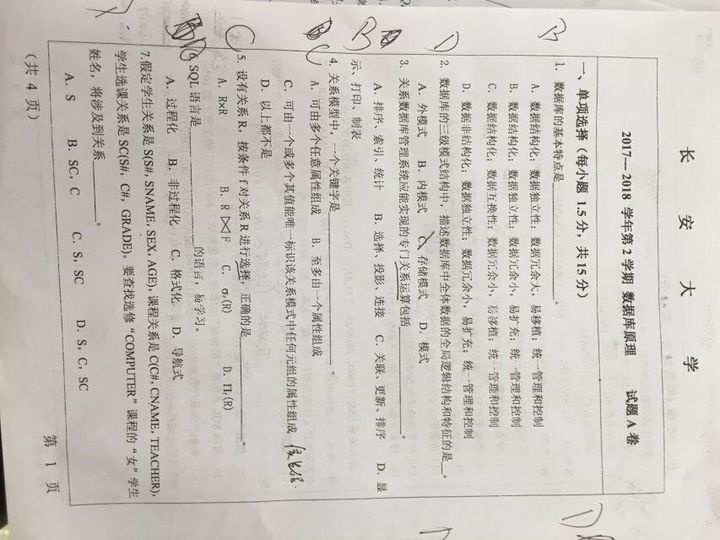 长 安 大 学
2017—2018 学年第 2 学期 数据库原理 试题 A 卷
一、单项选择（每小题 1.5 分，共 15 分）
B
1. 数据库的基本特点是________。
A. 数据结构化；数据独立性；数据冗余大，易移植；统一管理和控制
B. 数据结构化；数据独立性；数据冗余小，易扩充；统一管理和控制
C. 数据结构化；数据互换性；数据冗余小，易移植；统一管理和控制
D. 数据非结构化；数据独立性；数据冗余小，易扩充；统一管理和控制
D
2. 数据库的三级模式结构中，描述数据库中全体数据的全局逻辑结构和特征的是__。
A. 外模式 B. 内模式 C. 存储模式 D. 模式
B
3. 关系数据库管理系统应能实现的专门关系运算包括________。
A. 排序、索引、统计 B. 选择、投影、连接 C. 关联、更新、排序 D. 显
示、打印、制表
C
4. 关系模型中，一个关键字是________。
A. 可由多个任意属性组成 B. 至多由一个属性组成
C. 可由一个或多个其值能唯一标识该关系模式中任何元组的属性组成
D. 以上都不是
C
5. 设有关系 R，按条件 f 对关系 R 进行选择，正确的是________。
A. R×R B. R⋈R C. σf(R) D. Πf(R)
6. SQL 语言是________的语言，易学习。
A. 过程化 B. 非过程化 C. 格式化 D. 导航式
7. 假定学生关系是 S(S#, SNAME, SEX, AGE), 课程关系是 C(C#, CNAME, TEACHER),
学生选课关系是 SC(S#, C#, GRADE)。要查找选修“COMPUTER”课程的“女”学生
姓名，将涉及到关系________。
A. S B. SC，C C. S，SC D. S，C，SC
（共 4 页）
第 1 页